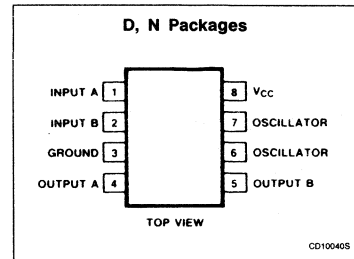 D, N Packages
INPUT A 1 8 VCC
INPUT B 2 7 OSCILLATOR
GROUND 3 6 OSCILLATOR
OUTPUT A 4 5 OUTPUT B
TOP VIEW
CD10040S